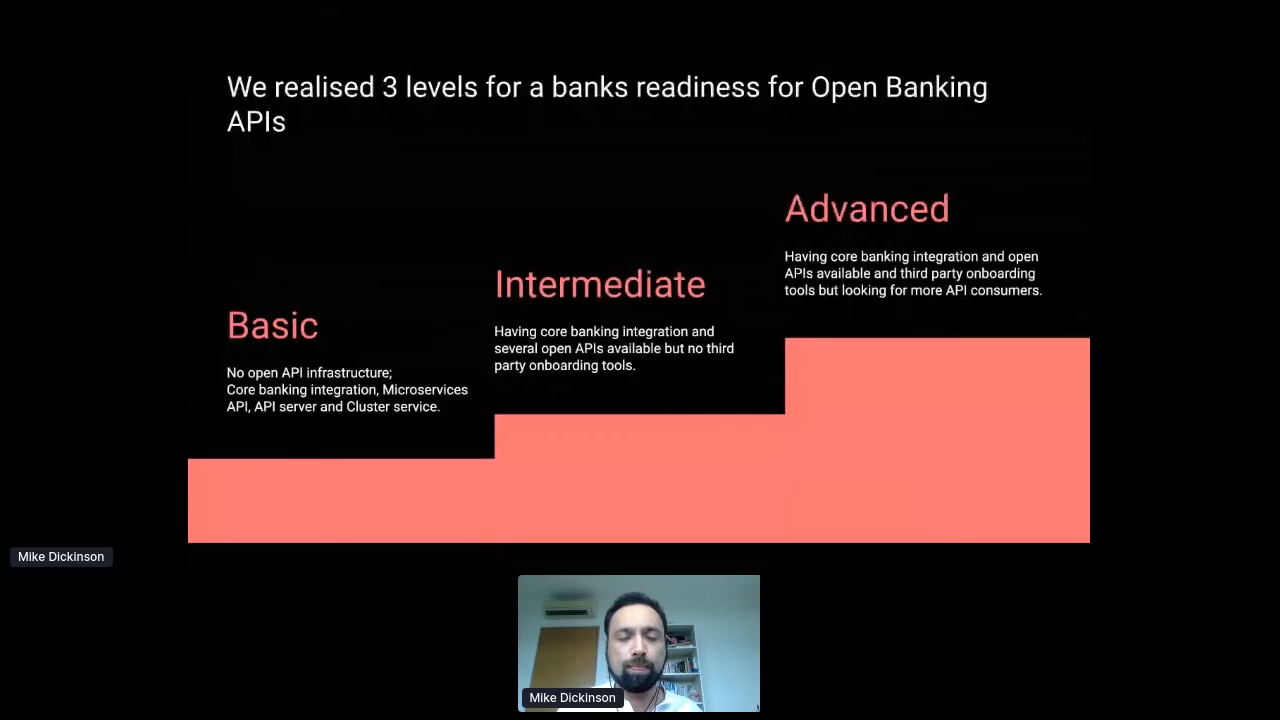 We realised 3 levels for a banks readiness for Open Banking
APIs
Advanced
Having core banking integration and open
APIs available and third party onboarding
tools but looking for more API consumers.
Intermediate
Having core banking integration and
several open APIs available but no third
party onboarding tools.
Basic
No open API infrastructure;
Core banking integration, Microservices
API, API server and Cluster service.
Mike Dickinson
Mike Dickinson